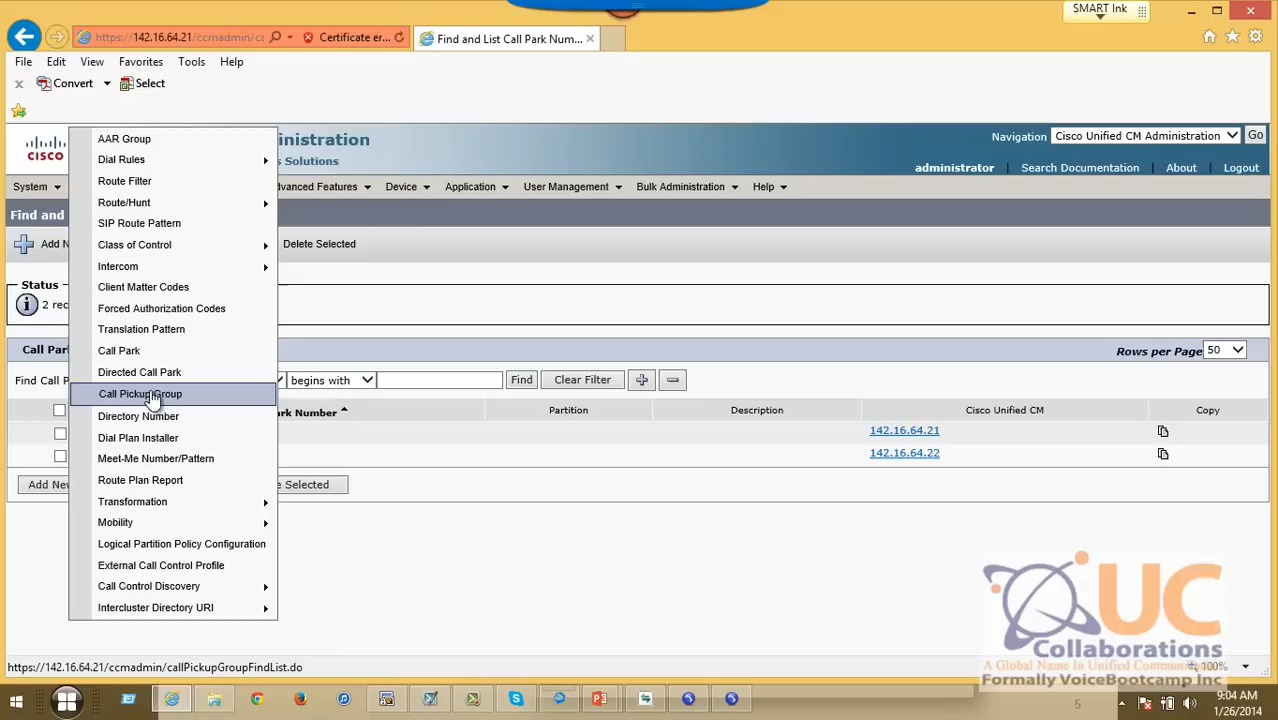 SMART Ink
https://142.16.64.21/ccmadmin/ca
Certificate er...
Find and List Call Park Num...
File Edit View Favorites Tools Help
Convert Select
CISCO
inistration
s Solutions
Navigation Cisco Unified CM Administration Go
administrator Search Documentation About Logout
System dvanced Features Device Application User Management Bulk Administration Help
Find and
Add N Delete Selected
Status
2 rec
Call Par Rows per Page 50
Find Call P begins with Find Clear Filter
ark Number Partition Description Cisco Unified CM Copy
142.16.64.21
142.16.64.22
Add New e Selected
AAR Group
Dial Rules
Route Filter
Route/Hunt
SIP Route Pattern
Class of Control
Intercom
Client Matter Codes
Forced Authorization Codes
Translation Pattern
Call Park
Directed Call Park
Call Pickup Group
Directory Number
Dial Plan Installer
Meet-Me Number/Pattern
Route Plan Report
Transformation
Mobility
Logical Partition Policy Configuration
External Call Control Profile
Call Control Discovery
Intercluster Directory URI
https://142.16.64.21/ccmadmin/callPickupGroupFindList.do
UC
Collaborations
A Global Name In Unified Commun
Formally VoiceBootcamp Inc
100%
5
9:04 AM
1/26/2014